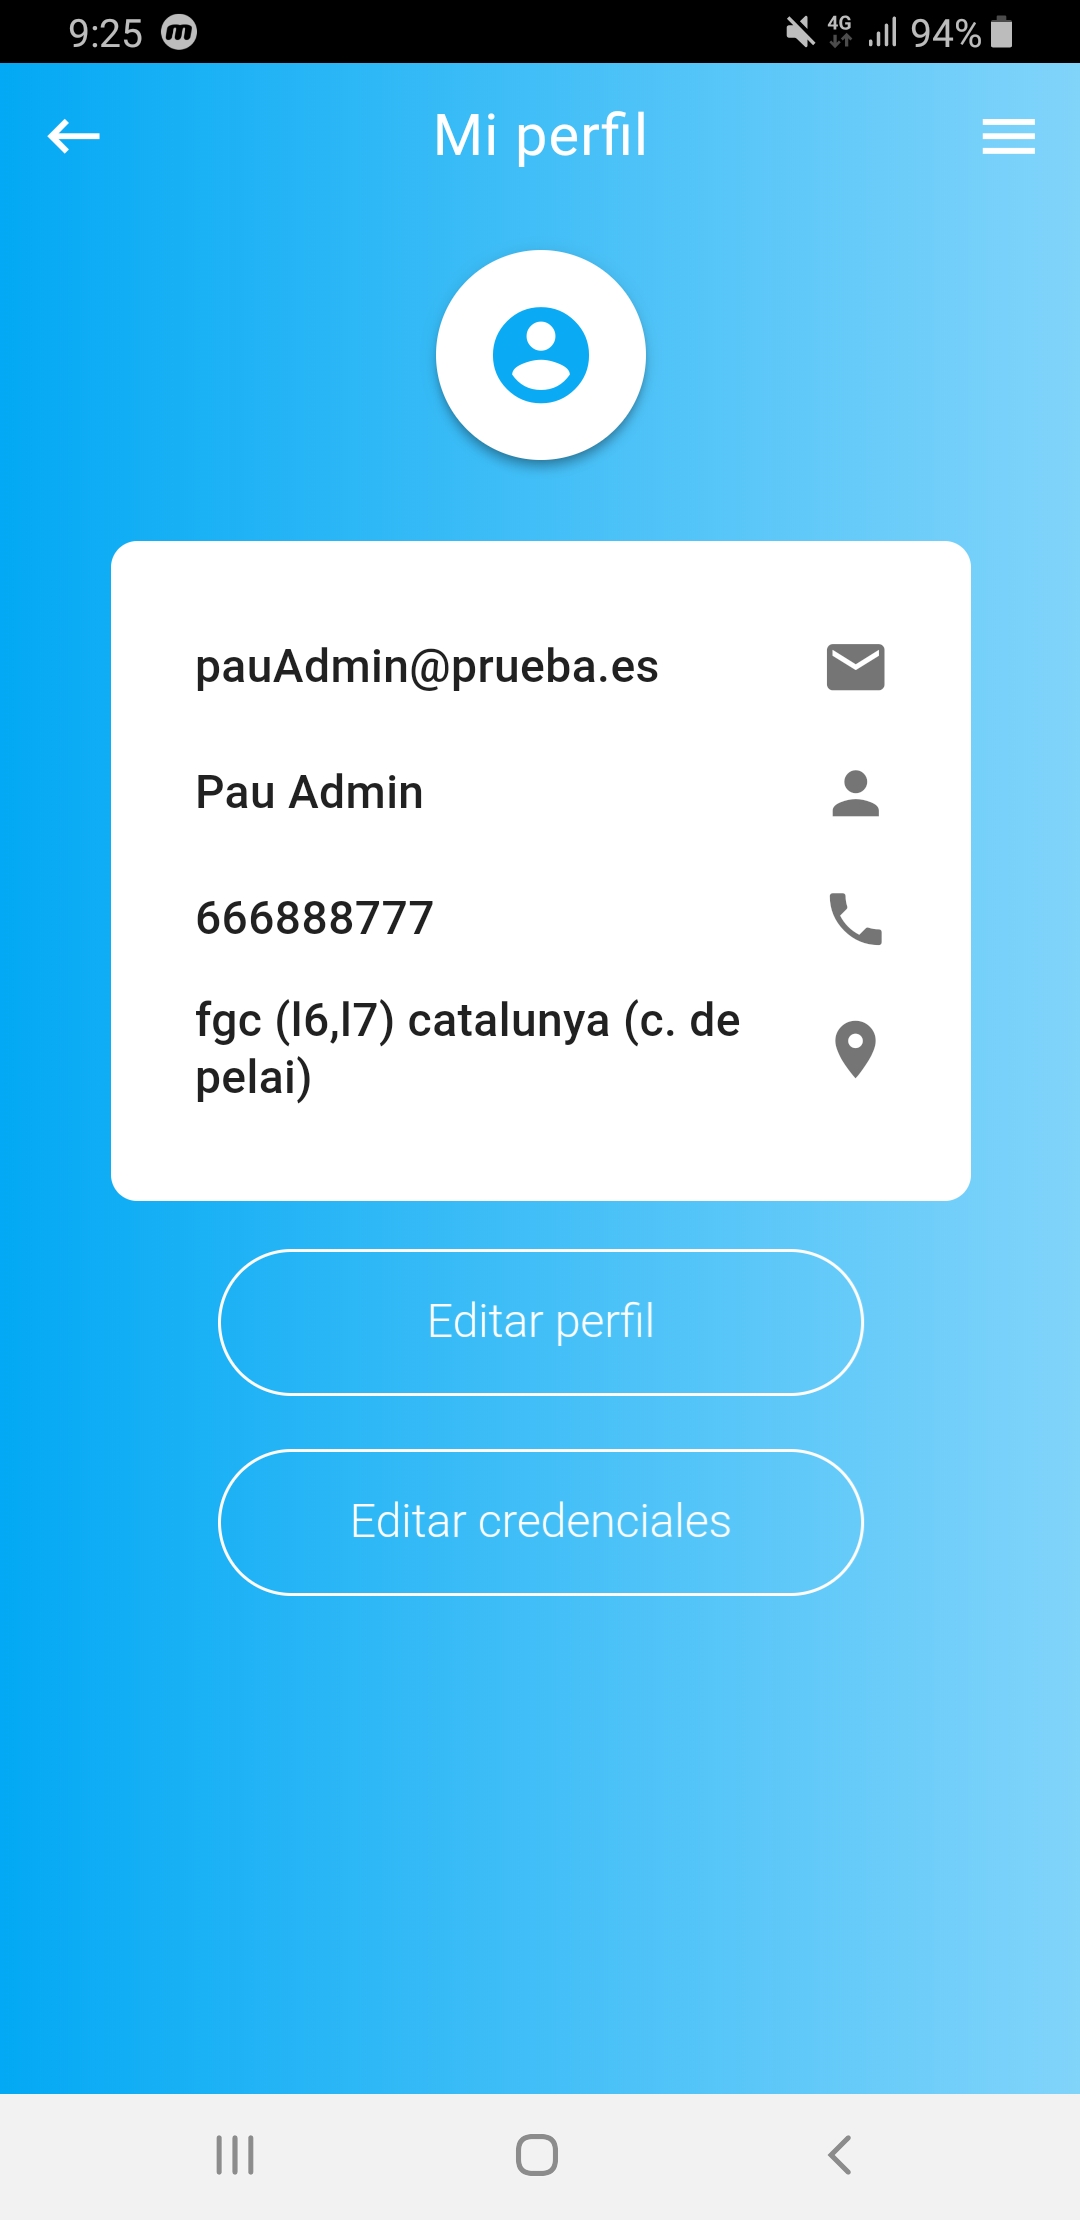 9:25 m 4G 94%
Mi perfil
pauAdmin@prueba.es
Pau Admin
666888777
fgc (l6,l7) catalunya (c. de
pelai)
Editar perfil
Editar credenciales